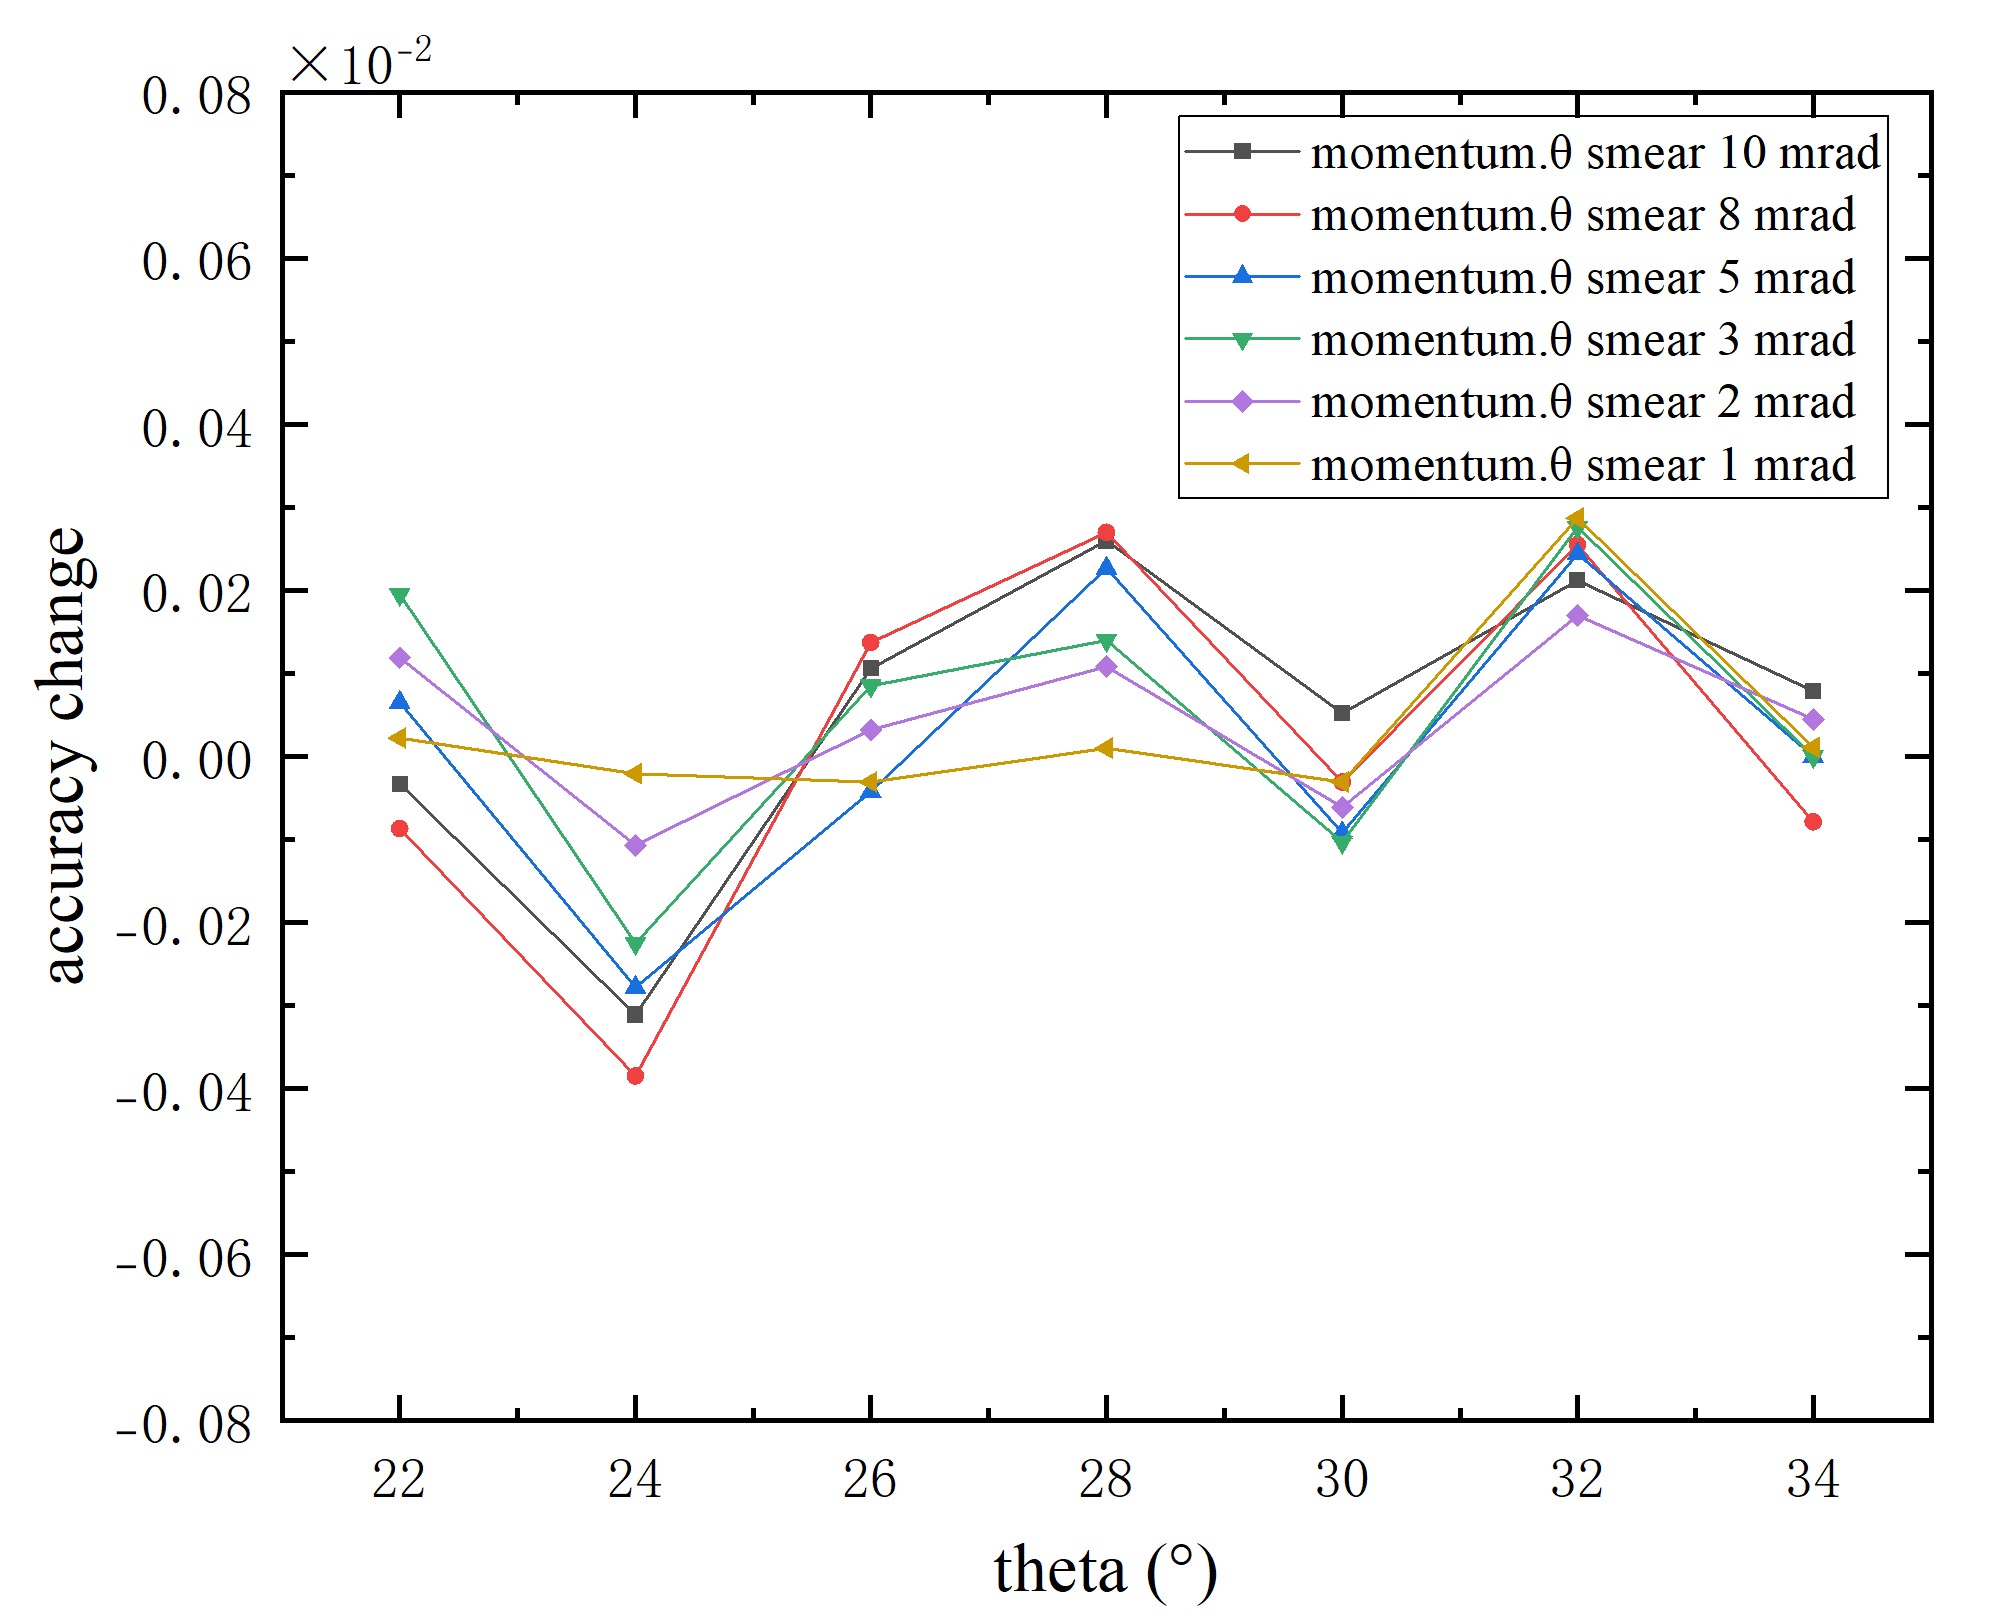 ×10⁻²
0.08
0.06
0.04
0.02
0.00
-0.02
-0.04
-0.06
-0.08
accuracy change
momentum.θ smear 10 mrad
momentum.θ smear 8 mrad
momentum.θ smear 5 mrad
momentum.θ smear 3 mrad
momentum.θ smear 2 mrad
momentum.θ smear 1 mrad
22 24 26 28 30 32 34
theta (°)